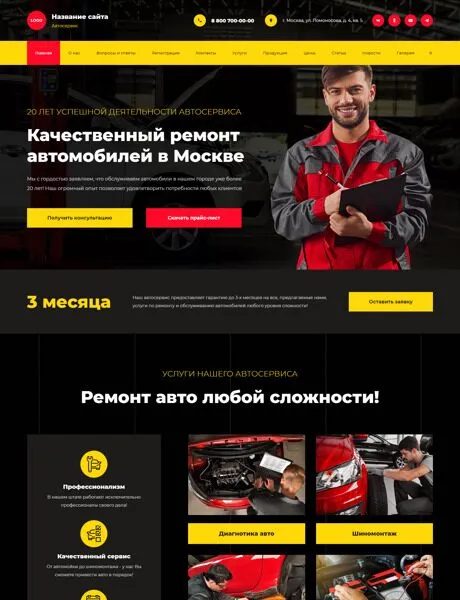 LOGO
Название сайта
Автосервис
8 800 700-00-00
г. Москва, ул. Ломоносова, д. 4, кв. 5
Главная О нас Вопросы и ответы Регистрация Контакты Услуги Продукция Цены Статьи Новости Галерея
20 ЛЕТ УСПЕШНОЙ ДЕЯТЕЛЬНОСТИ АВТОСЕРВИСА
Качественный ремонт
автомобилей в Москве
Мы с гордостью заявляем, что обслуживаем автомобили в нашем городе уже более
20 лет! Наш огромный опыт позволяет удовлетворить потребности любых клиентов
Получить консультацию
Скачать прайс-лист
3 месяца
Наш автосервис предоставляет гарантию до 3-х месяцев на все, предлагаемые нами,
услуги по ремонту и обслуживанию автомобилей любого уровня сложности!
Оставить заявку
УСЛУГИ НАШЕГО АВТОСЕРВИСА
Ремонт авто любой сложности!
Профессионализм
В нашем штате работают исключительно
профессионалы своего дела!
Качественный сервис
От автомойки до шиномонтажа - у нас Вы
сможете привести авто в порядок!
Диагнотика авто
Шиномонтаж